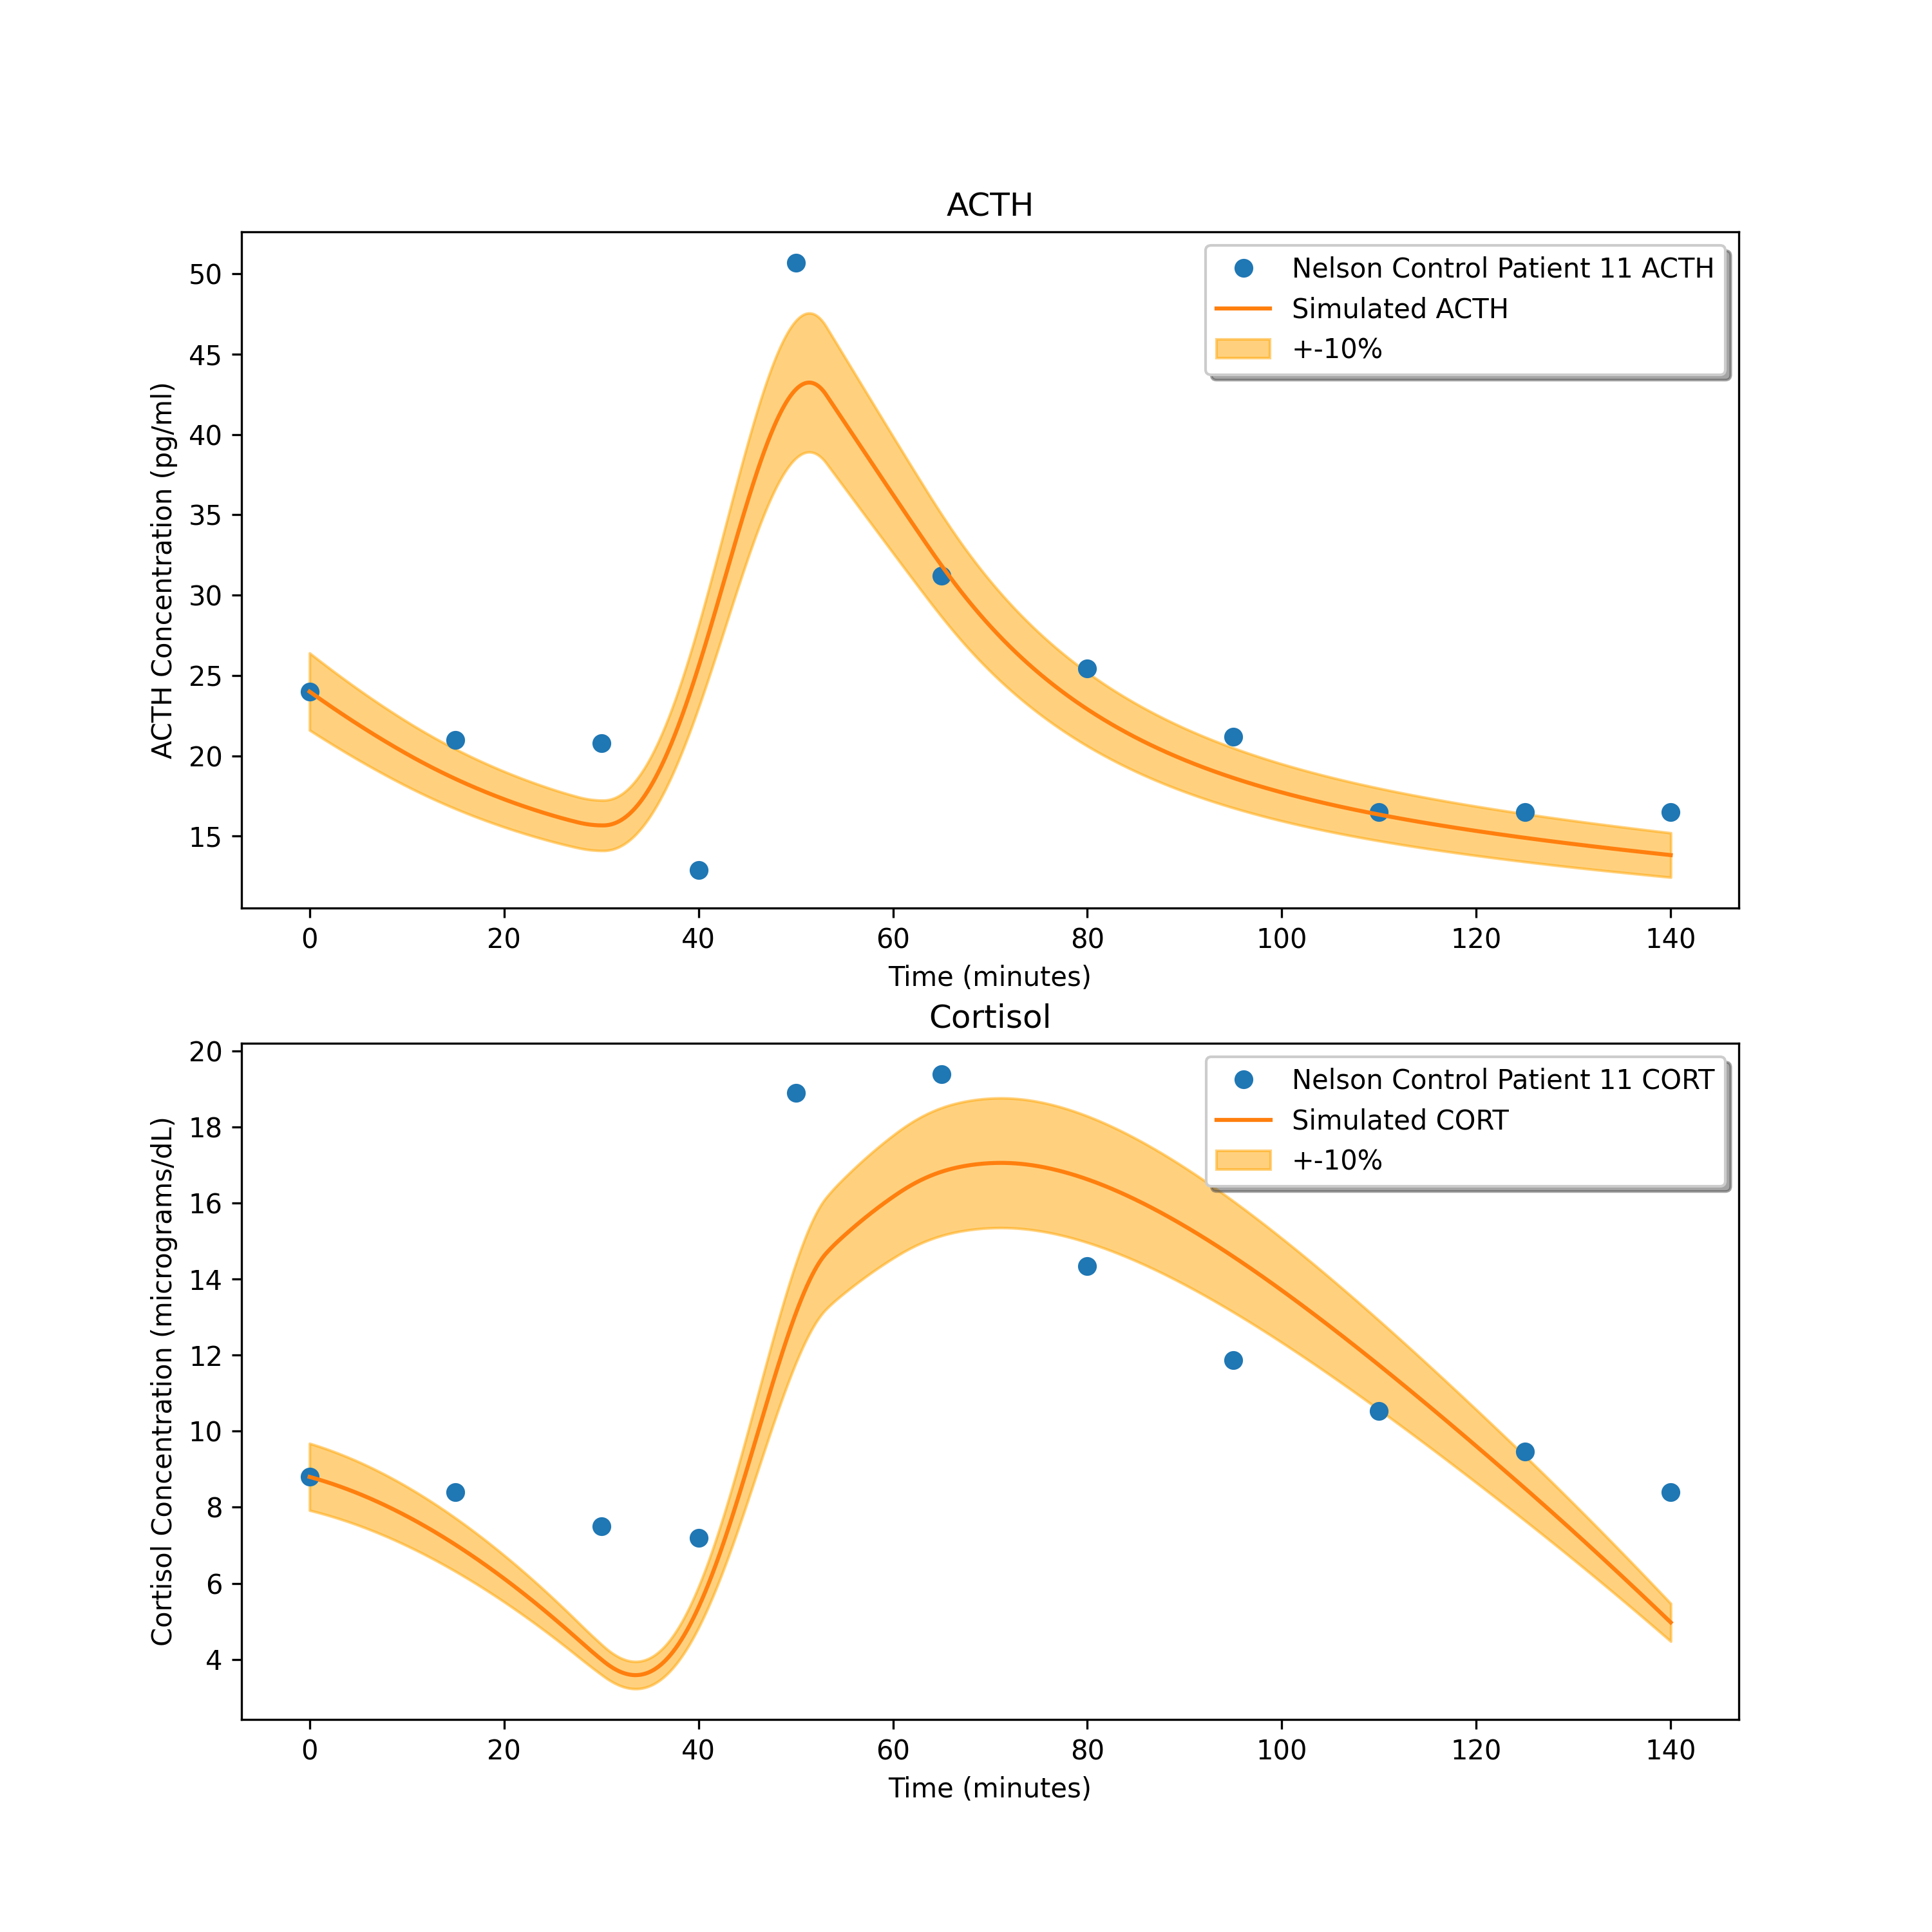 ACTH
ACTH Concentration (pg/ml)
50
45
40
35
30
25
20
15
Nelson Control Patient 11 ACTH
Simulated ACTH
+-10%
0 20 40 60 80 100 120 140
Time (minutes)
Cortisol
Cortisol Concentration (micrograms/dL)
20
18
16
14
12
10
8
6
4
Nelson Control Patient 11 CORT
Simulated CORT
+-10%
0 20 40 60 80 100 120 140
Time (minutes)